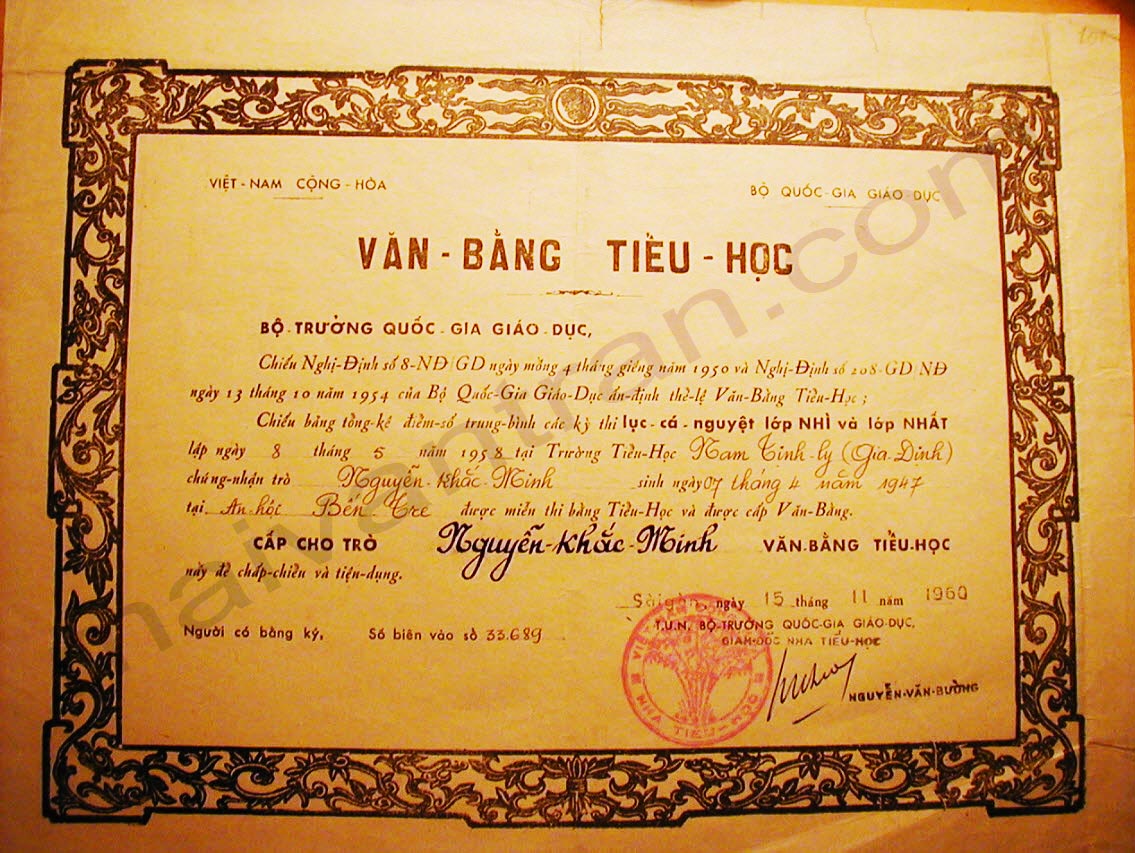 VIỆT - NAM CỘNG - HÒA
BỘ QUỐC - GIA GIÁO - DỤC
VĂN - BẰNG TIỂU - HỌC
BỘ - TRƯỞNG QUỐC - GIA GIÁO - DỤC,
Chiếu Nghị-Định số 8-NĐ/GD ngày mồng 4 tháng giêng năm 1950 và Nghị-Định số 208-GD/NĐ
ngày 13 tháng 10 năm 1954 của Bộ Quốc-Gia Giáo-Dục ấn-định thể-lệ Văn-Bằng Tiểu-Học ;
Chiếu bảng tổng-kê điểm-số trung-bình các kỳ thi lục - cá - nguyệt lớp NHÌ và lớp NHẤT
lập ngày 8 tháng 5 năm 1958 tại Trường Tiểu-Học Nam Tỉnh-ly (Gia Định)
chứng-nhận trò Nguyễn-Khắc-Minh sinh ngày 07 tháng 4 năm 1947
tại An-hóc Bến Tre được miễn thi bằng Tiểu-Học và được cấp Văn-Bằng.
CẤP CHO TRÒ Nguyễn-Khắc-Minh VĂN-BẰNG TIỂU-HỌC
này để chấp-chiếu và tiện-dụng.
Sàigòn, ngày 15 tháng 11 năm 1960
Người có bằng ký, Số biên vào sổ 33.689
T.U.N. BỘ-TRƯỞNG QUỐC-GIA GIÁO-DỤC,
GIÁM-ĐỐC NHA TIỂU-HỌC
NGUYỄN-VĂN-BƯỜNG
NHA TIỂU-HỌC
maivantran.com